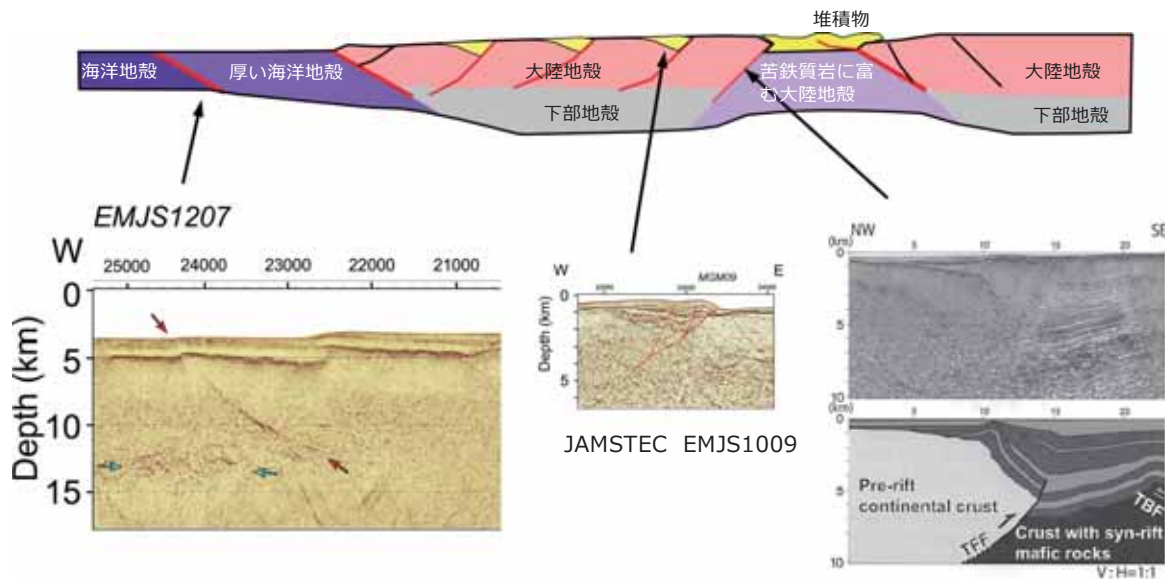 堆積物
海洋地殻
厚い海洋地殻
大陸地殻
苦鉄質岩に富
む大陸地殻
大陸地殻
下部地殻
下部地殻
EMJS1207
W
25000 24000 23000 22000 21000
Depth (km)
0
5
10
15
W MGM09 E
Depth (km)
0
5
JAMSTEC EMJS1009
NW SE
(km) 5 10 15 20
0
5
10
(km) 5 10 15 20
0
5
10
Pre-rift
continental crust
TFF
TBF
Crust with syn-rift
mafic rocks
V:H=1:1